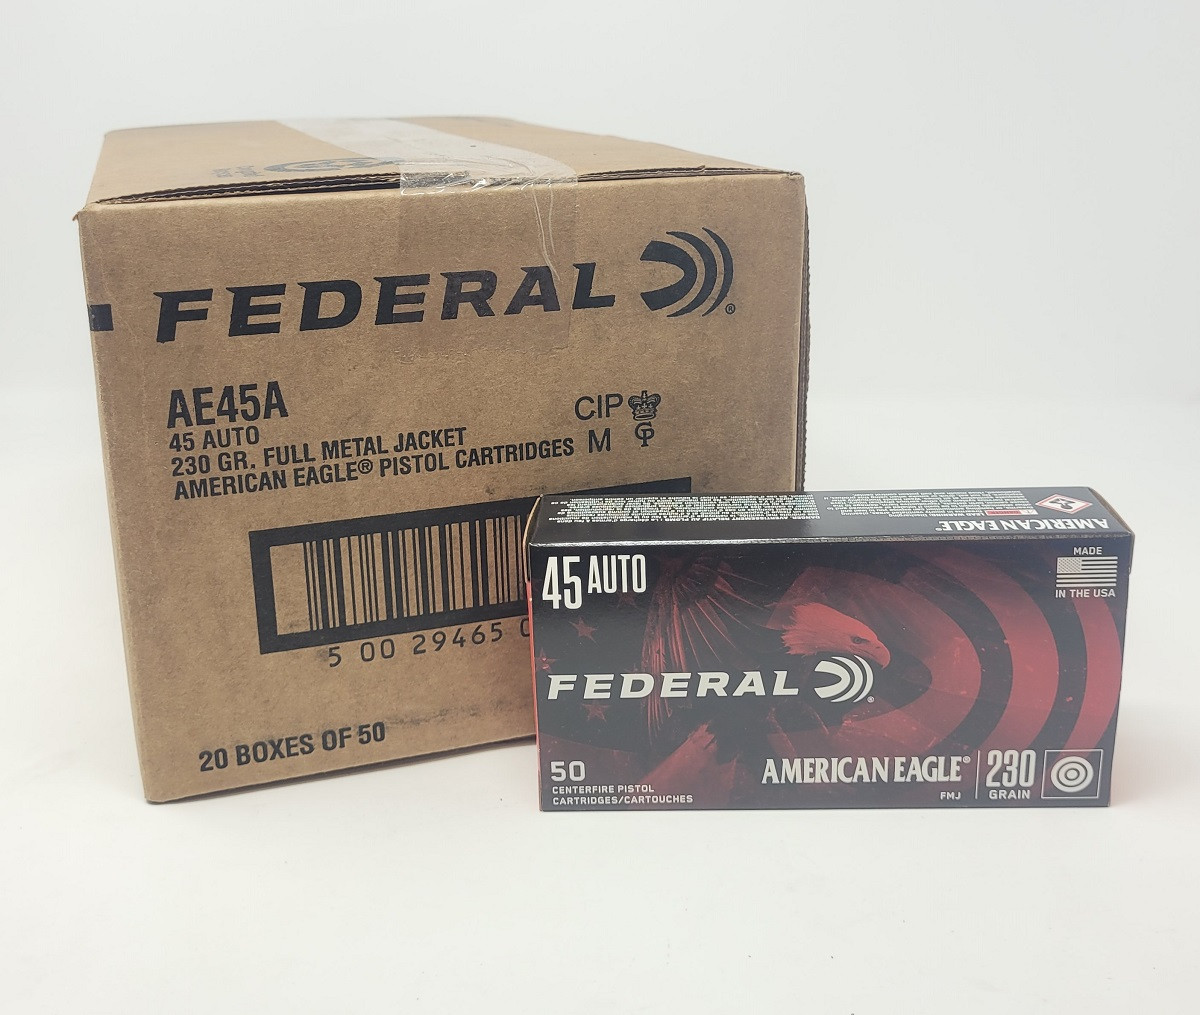 FEDERAL®
AE45A
45 AUTO
230 GR. FULL METAL JACKET
AMERICAN EAGLE® PISTOL CARTRIDGES
CIP
M
GP
5 00 29465
20 BOXES OF 50
AMERICAN EAGLE®
45 AUTO
MADE
IN THE USA
FEDERAL®
50
CENTERFIRE PISTOL
CARTRIDGES/CARTOUCHES
AMERICAN EAGLE®
FMJ
230
GRAIN